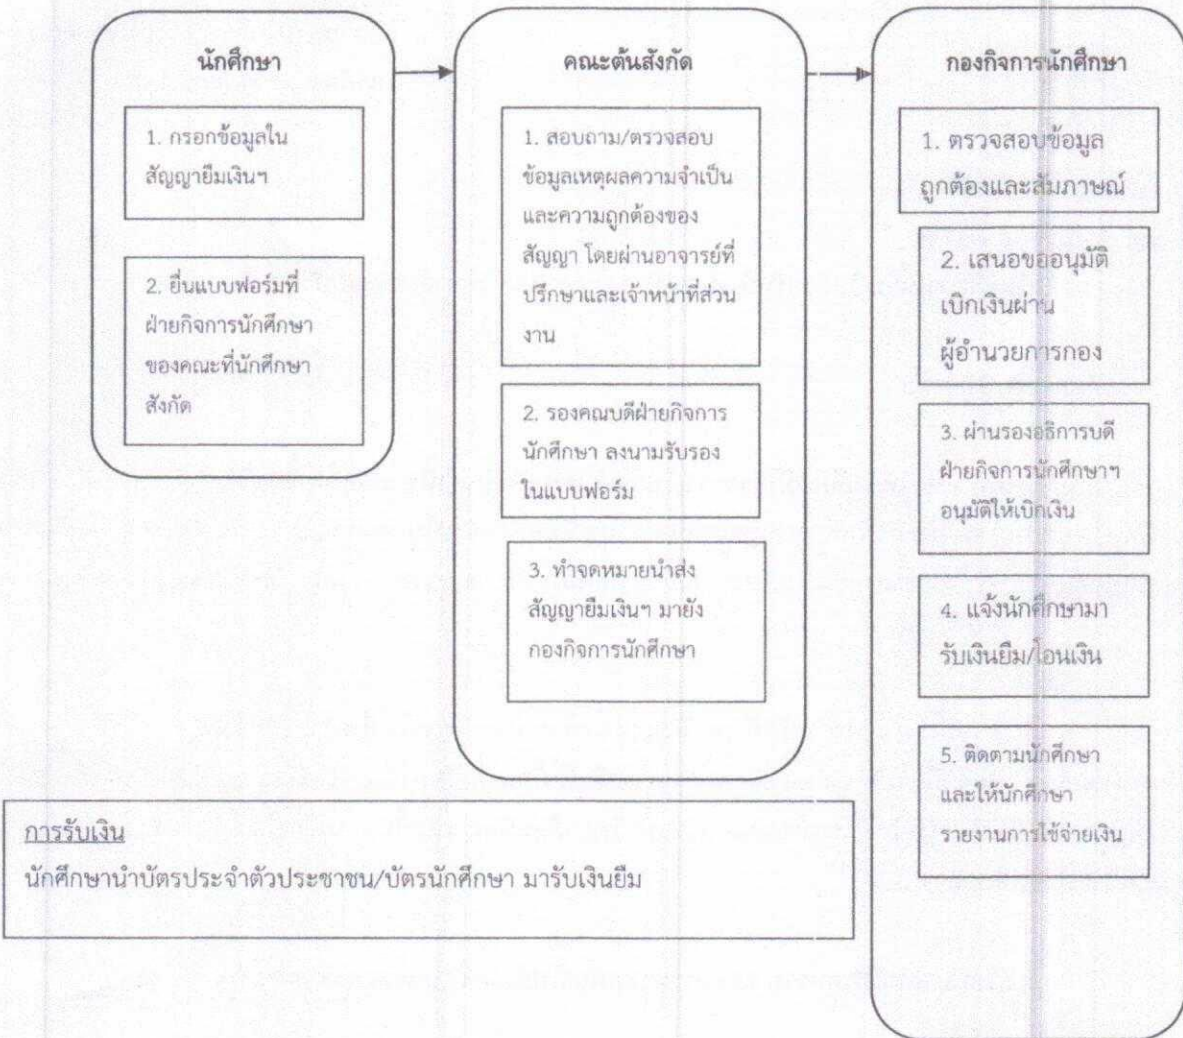 นักศึกษา
1. กรอกข้อมูลใน
สัญญายืมเงินฯ
2. ยื่นแบบฟอร์มที่
ฝ่ายกิจการนักศึกษา
ของคณะที่นักศึกษา
สังกัด
คณะต้นสังกัด
1. สอบถาม/ตรวจสอบ
ข้อมูลเหตุผลความจำเป็น
และความถูกต้องของ
สัญญา โดยผ่านอาจารย์ที่
ปรึกษาและเจ้าหน้าที่ส่วน
งาน
2. รองคณบดีฝ่ายกิจการ
นักศึกษา ลงนามรับรอง
ในแบบฟอร์ม
3. ทำจดหมายนำส่ง
สัญญายืมเงินฯ มายัง
กองกิจการนักศึกษา
กองกิจการนักศึกษา
1. ตรวจสอบข้อมูล
ถูกต้องและสัมภาษณ์
2. เสนอขออนุมัติ
เบิกเงินผ่าน
ผู้อำนวยการกอง
3. ผ่านรองอธิการบดี
ฝ่ายกิจการนักศึกษาฯ
อนุมัติให้เบิกเงิน
4. แจ้งนักศึกษามา
รับเงินยืม/โอนเงิน
5. ติดตามนักศึกษา
และให้นักศึกษา
รายงานการใช้จ่ายเงิน
การรับเงิน
นักศึกษานำบัตรประจำตัวประชาชน/บัตรนักศึกษา มารับเงินยืม